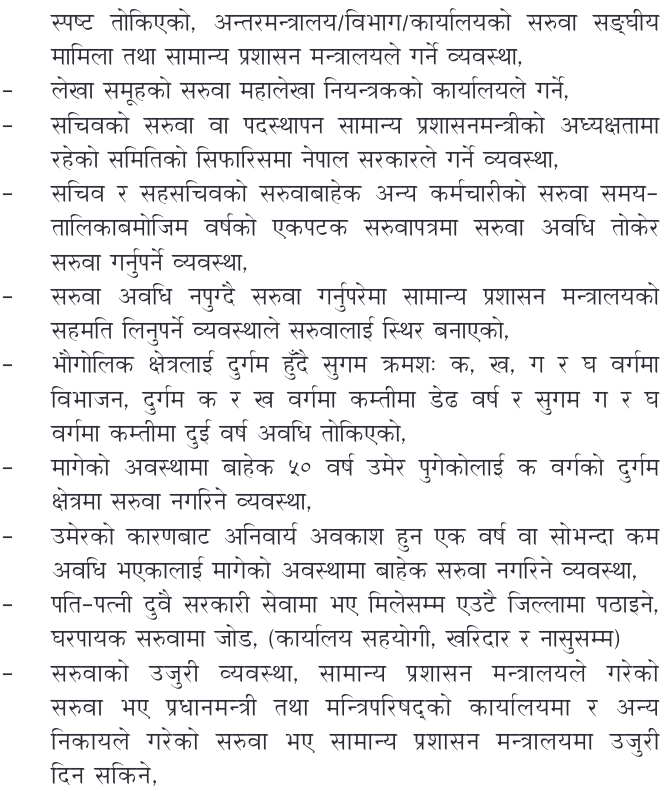 स्पष्ट तोकिएको, अन्तरमन्त्रालय/विभाग/कार्यालयको सरुवा सङ्घीय
मामिला तथा सामान्य प्रशासन मन्त्रालयले गर्ने व्यवस्था,
- लेखा समूहको सरुवा महालेखा नियन्त्रकको कार्यालयले गर्ने,
- सचिवको सरुवा वा पदस्थापन सामान्य प्रशासनमन्त्रीको अध्यक्षतामा
रहेको समितिको सिफारिसमा नेपाल सरकारले गर्ने व्यवस्था,
- सचिव र सहसचिवको सरुवाबाहेक अन्य कर्मचारीको सरुवा समय-
तालिकाबमोजिम वर्षको एकपटक सरुवापत्रमा सरुवा अवधि तोकेर
सरुवा गर्नुपर्ने व्यवस्था,
- सरुवा अवधि नपुग्दै सरुवा गर्नुपरेमा सामान्य प्रशासन मन्त्रालयको
सहमति लिनुपर्ने व्यवस्थाले सरुवालाई स्थिर बनाएको,
- भौगोलिक क्षेत्रलाई दुर्गम हुँदै सुगम क्रमशः क, ख, ग र घ वर्गमा
विभाजन, दुर्गम क र ख वर्गमा कम्तीमा डेढ वर्ष र सुगम ग र घ
वर्गमा कम्तीमा दुई वर्ष अवधि तोकिएको,
- मागेको अवस्थामा बाहेक ५० वर्ष उमेर पुगेकोलाई क वर्गको दुर्गम
क्षेत्रमा सरुवा नगरिने व्यवस्था,
- उमेरको कारणबाट अनिवार्य अवकाश हुन एक वर्ष वा सोभन्दा कम
अवधि भएकालाई मागेको अवस्थामा बाहेक सरुवा नगरिने व्यवस्था,
- पति-पत्नी दुवै सरकारी सेवामा भए मिलेसम्म एउटै जिल्लामा पठाइने,
घरपायक सरुवामा जोड, (कार्यालय सहयोगी, खरिदार र नासुसम्म)
- सरुवाको उजुरी व्यवस्था, सामान्य प्रशासन मन्त्रालयले गरेको
सरुवा भए प्रधानमन्त्री तथा मन्त्रिपरिषद्को कार्यालयमा र अन्य
निकायले गरेको सरुवा भए सामान्य प्रशासन मन्त्रालयमा उजुरी
दिन सकिने,